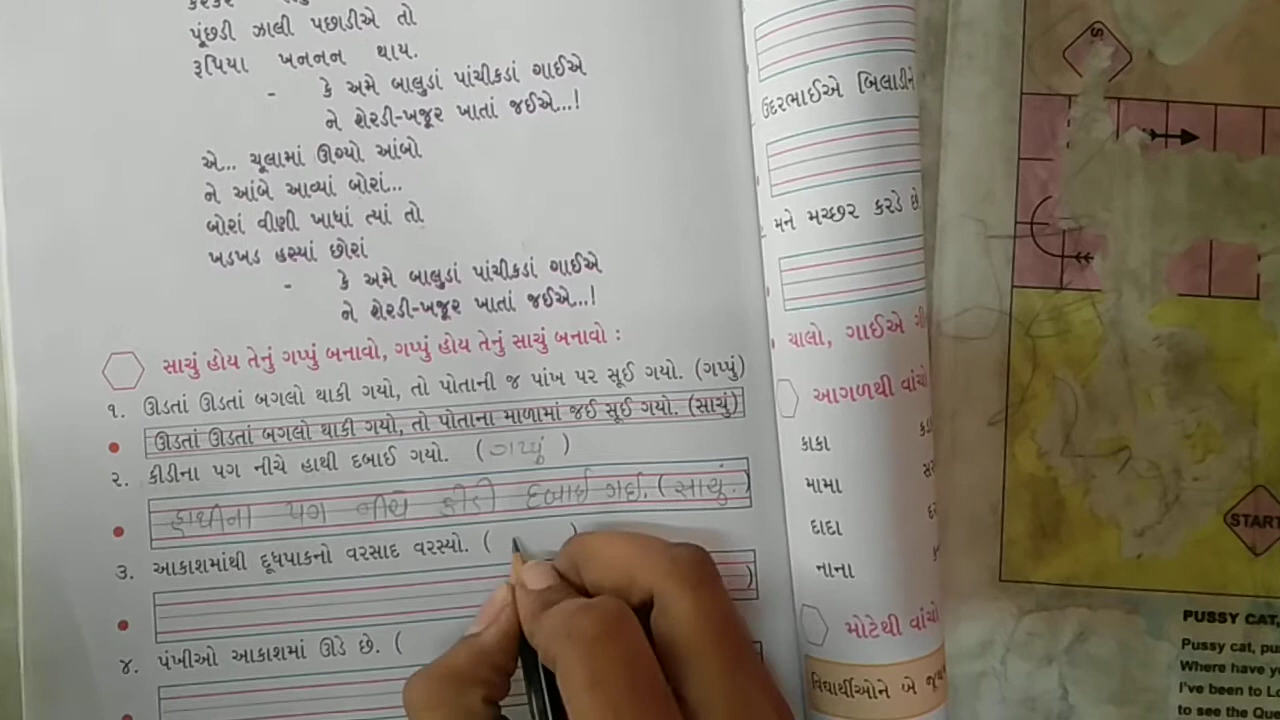 પૂંછડી ઝાલી પછાડીએ તો
રૂપિયા ખનનન થાય.
- કે અમે બાલુડાં પાંચીકડાં ગાઈએ
ને શેરડી-ખજૂર ખાતાં જઈએ...!
એ... ચૂલામાં ઊગ્યો આંબો
ને આંબે આવ્યાં બોરાં...
બોરાં વીણી ખાધાં ત્યાં તો
ખડખડ હસ્યાં છોરાં
- કે અમે બાલુડાં પાંચીકડાં ગાઈએ
ને શેરડી-ખજૂર ખાતાં જઈએ...!
સાચું હોય તેનું ગપ્પું બનાવો, ગપ્પું હોય તેનું સાચું બનાવો :
૧. ઊડતાં ઊડતાં બગલો થાકી ગયો, તો પોતાની જ પાંખ પર સૂઈ ગયો. (ગપ્પું)
• ઊડતાં ઊડતાં બગલો થાકી ગયો, તો પોતાના માળામાં જઈ સૂઈ ગયો. (સાચું)
૨. કીડીના પગ નીચે હાથી દબાઈ ગયો. (ગપ્પું)
• હાથીના પગ નીચે કીડી દબાઈ ગઈ. (સાચું.)
૩. આકાશમાંથી દૂધપાકનો વરસાદ વરસ્યો. ( )
૪. પંખીઓ આકાશમાં ઊડે છે. (
ઉંદરભાઈએ બિલાડીને
મને મચ્છર કરડે છે
ચાલો, ગાઈએ
આગળથી વાંચો
કાકા
મામા
દાદા
નાના
મોટેથી વાંચો
વિદ્યાર્થીઓને બે
S
START
PUSSY CAT,
Pussy cat,
Where have
I've been to
to see the